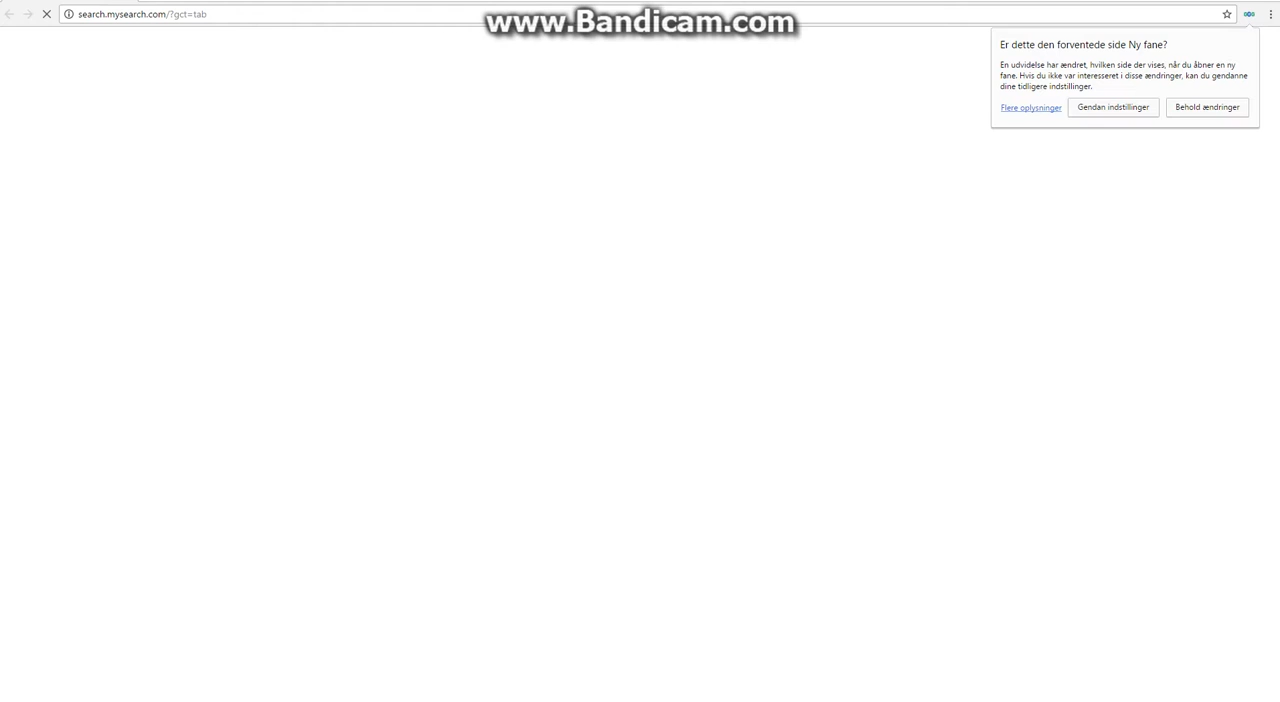 search.mysearch.com/?gct=tab
www.Bandicam.com
Er dette den forventede side Ny fane?
En udvidelse har ændret, hvilken side der vises, når du åbner en ny
fane. Hvis du ikke var interesseret i disse ændringer, kan du gendanne
dine tidligere indstillinger.
Flere oplysninger
Gendan indstillinger
Behold ændringer